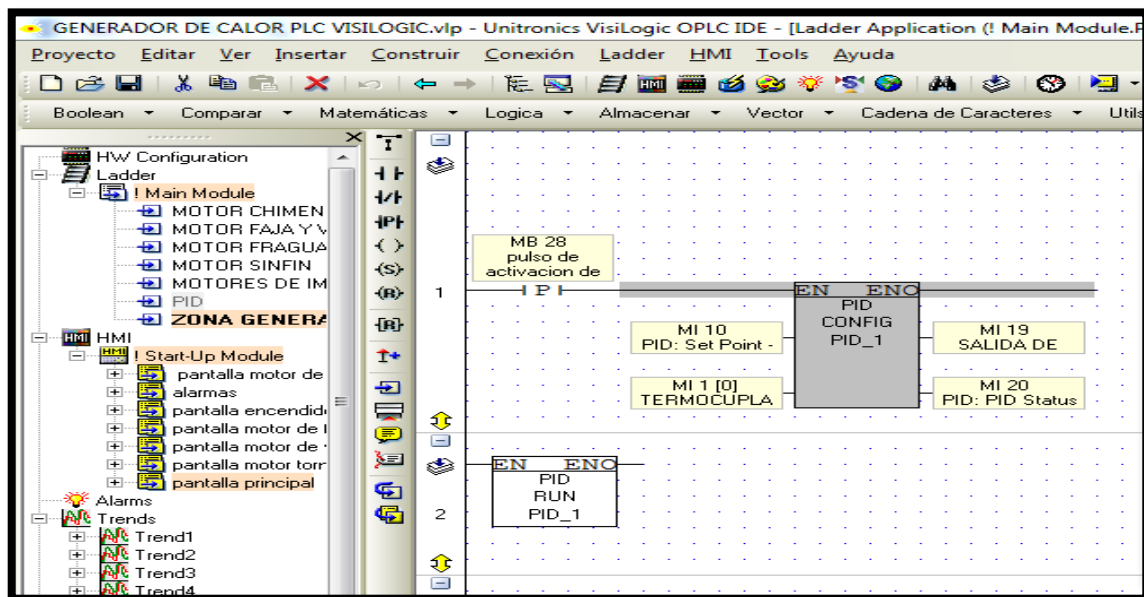 GENERADOR DE CALOR PLC VISILOGIC.vlp - Unitronics VisiLogic OPLC IDE - [Ladder Application (! Main Module.P
Proyecto Editar Ver Insertar Construir Conexión Ladder HMI Tools Ayuda
Boolean Comparar Matemáticas Logica Almacenar Vector Cadena de Caracteres Utils
HW Configuration
Ladder
! Main Module
MOTOR CHIMEN
MOTOR FAJA Y V
MOTOR FRAGUA
MOTOR SINFIN
MOTORES DE IM
PID
ZONA GENERA
HMI
! Start-Up Module
pantalla motor de
alarmas
pantalla encendid
pantalla motor de
pantalla motor de
pantalla motor torr
pantalla principal
Alarms
Trends
Trend1
Trend2
Trend3
Trend4
MB 28
pulso de
activacion de
1
P
EN ENO
PID
CONFIG
PID_1
MI 10
PID: Set Point -
MI 1 [0]
TERMOCUPLA
MI 19
SALIDA DE
MI 20
PID: PID Status
2
EN ENO
PID
RUN
PID_1